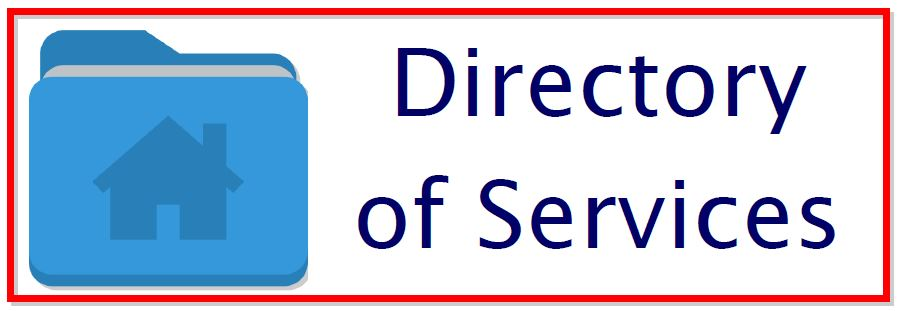 Directory
of Services